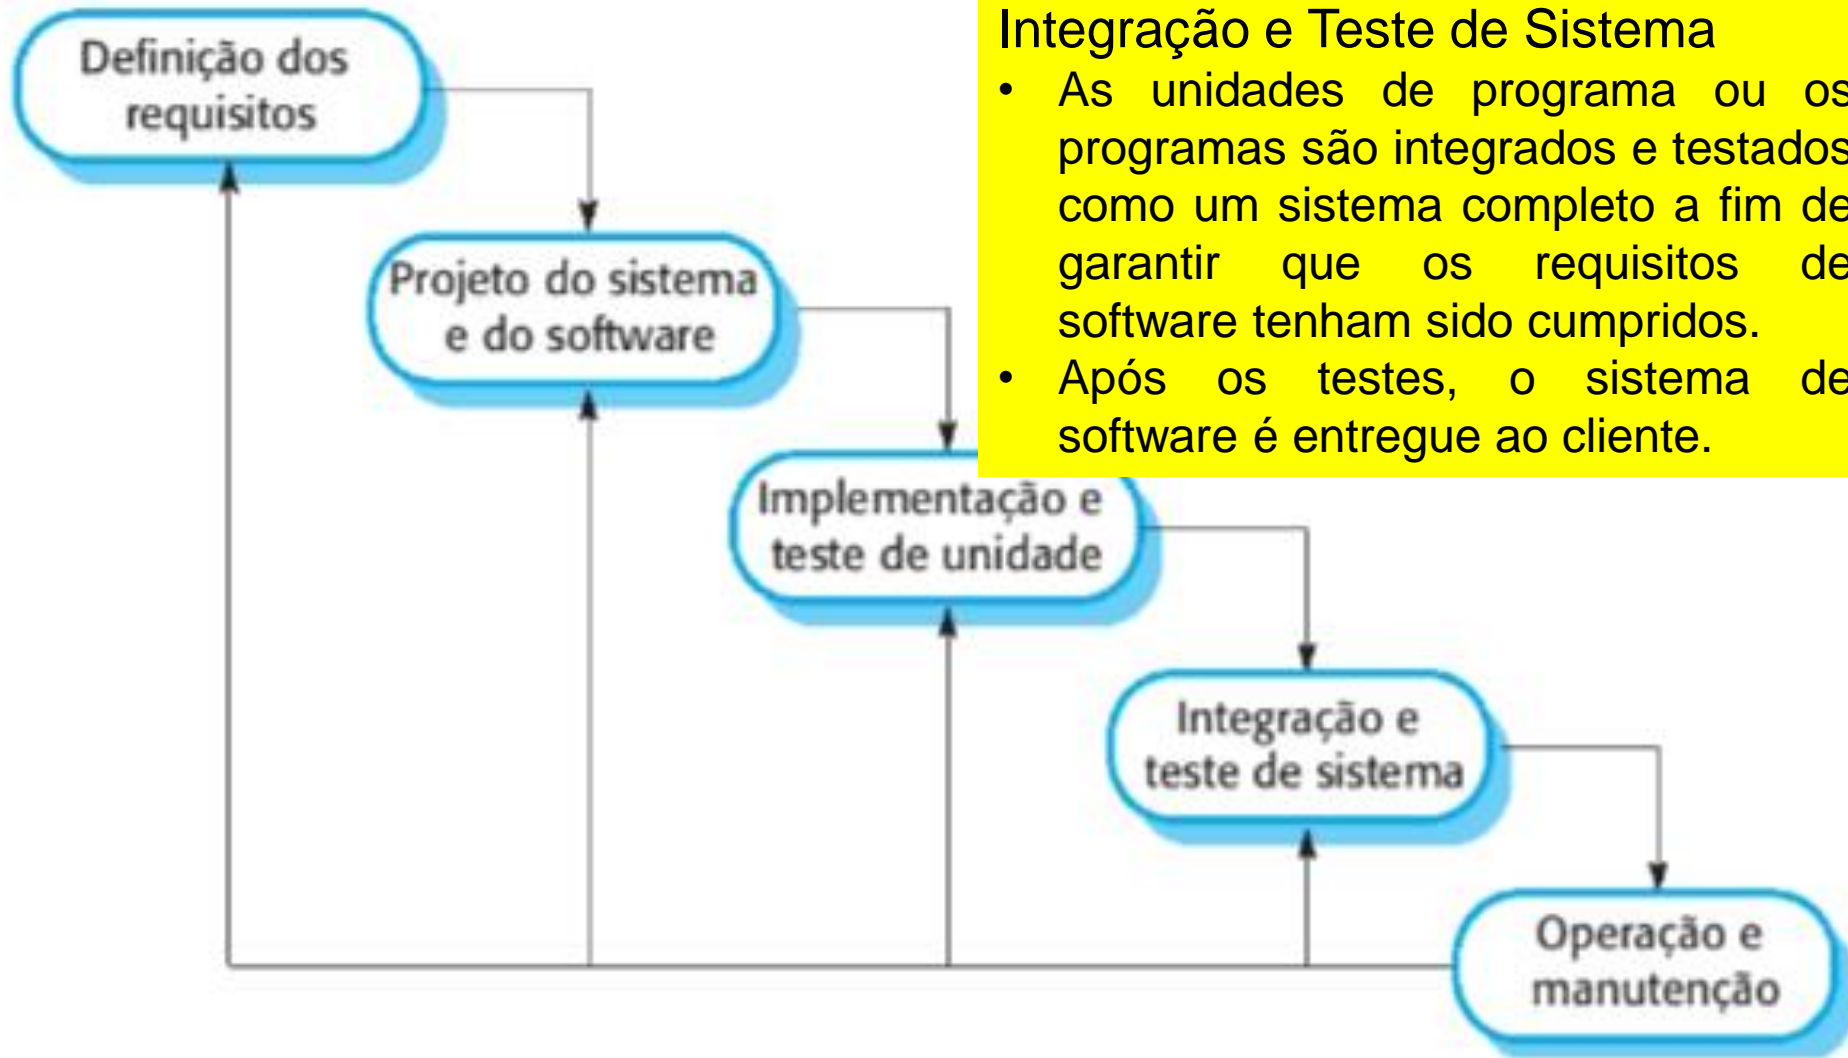 Definição dos
requisitos
Integração e Teste de Sistema
• As unidades de programa ou os
programas são integrados e testados
como um sistema completo a fim de
garantir que os requisitos de
software tenham sido cumpridos.
• Após os testes, o sistema de
software é entregue ao cliente.
Projeto do sistema
e do software
Implementação e
teste de unidade
Integração e
teste de sistema
Operação e
manutenção